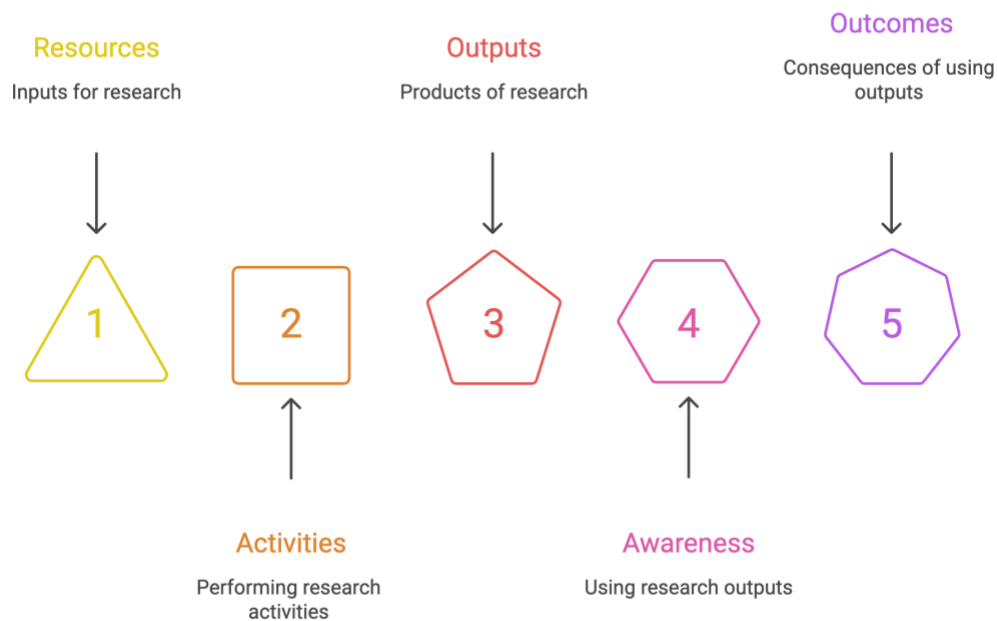 Resources
Inputs for research
1
Activities
Performing research
activities
2
Outputs
Products of research
3
Awareness
Using research outputs
4
Outcomes
Consequences of using
outputs
5